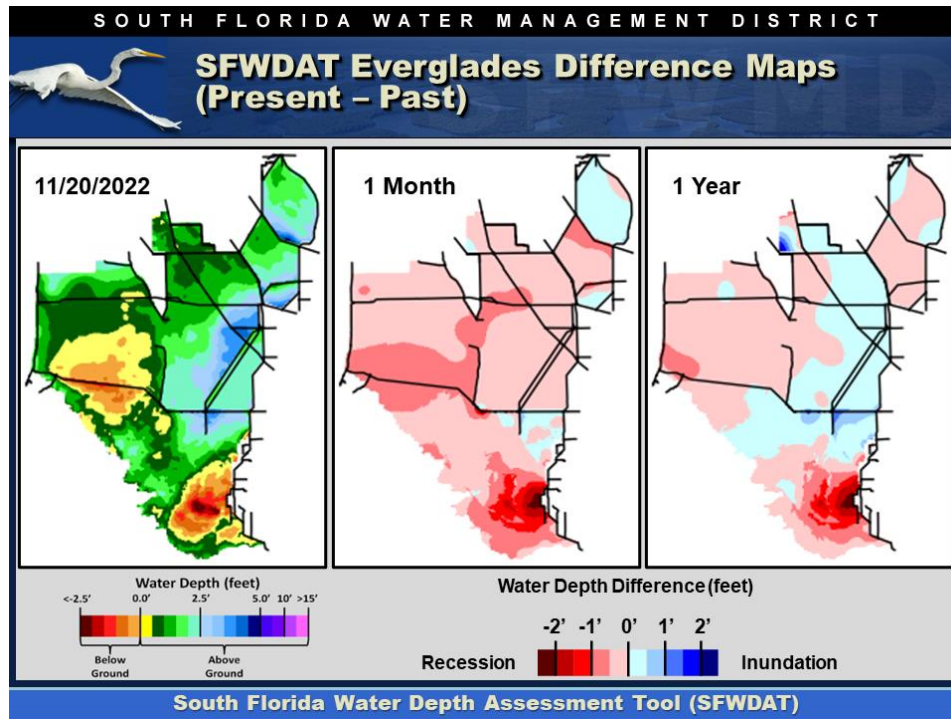 SOUTH FLORIDA WATER MANAGEMENT DISTRICT
SFWDAT Everglades Difference Maps
(Present – Past)
SFWMD
11/20/2022
1 Month
1 Year
Water Depth (feet)
<-2.5' 0.0' 2.5' 5.0' 10' >15'
Below
Ground
Above
Ground
Water Depth Difference (feet)
-2' -1' 0' 1' 2'
Recession
Inundation
South Florida Water Depth Assessment Tool (SFWDAT)